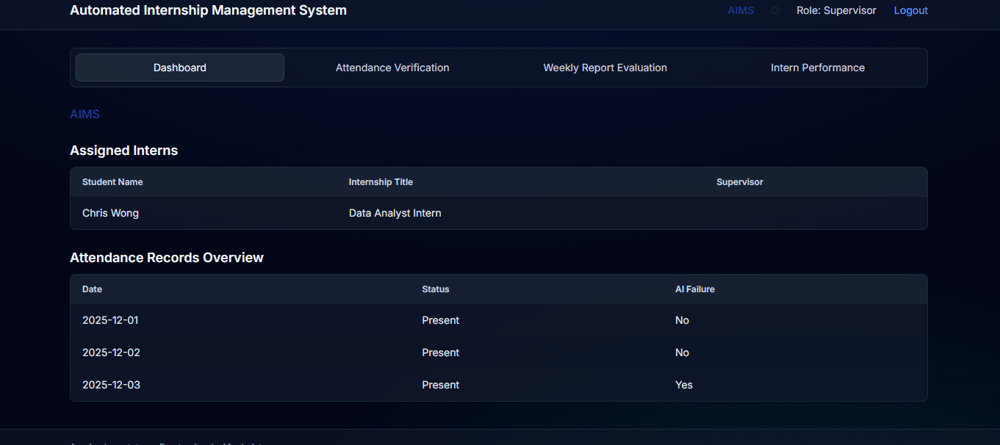 Automated Internship Management System AIMS Role: Supervisor Logout
Dashboard Attendance Verification Weekly Report Evaluation Intern Performance
AIMS
Assigned Interns
Student Name Internship Title Supervisor
Chris Wong Data Analyst Intern
Attendance Records Overview
Date Status AI Failure
2025-12-01 Present No
2025-12-02 Present No
2025-12-03 Present Yes